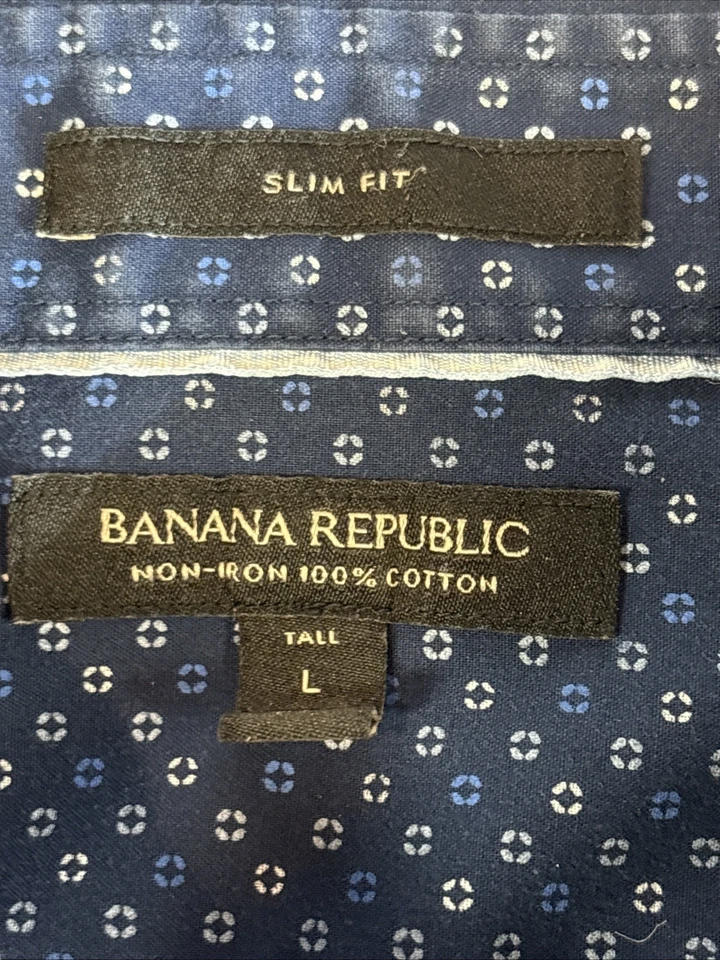 SLIM FIT
BANANA REPUBLIC
NON-IRON 100% COTTON
TALL
L